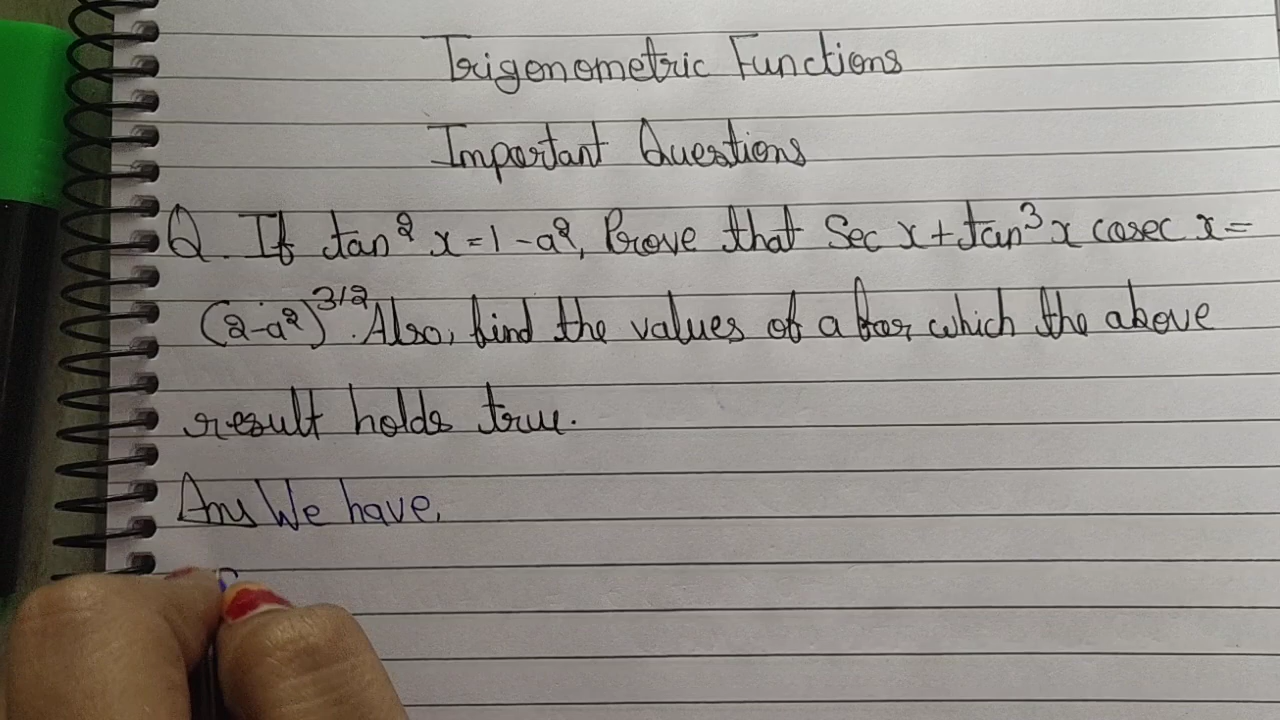 Trigonometric Functions
Important Questions
Q. If tan² x = 1 - a², Prove that Sec x + tan³ x cosec x =
(2-a²)^3/2. Also, find the values of a for which the above
result holds true.
Ans We have,